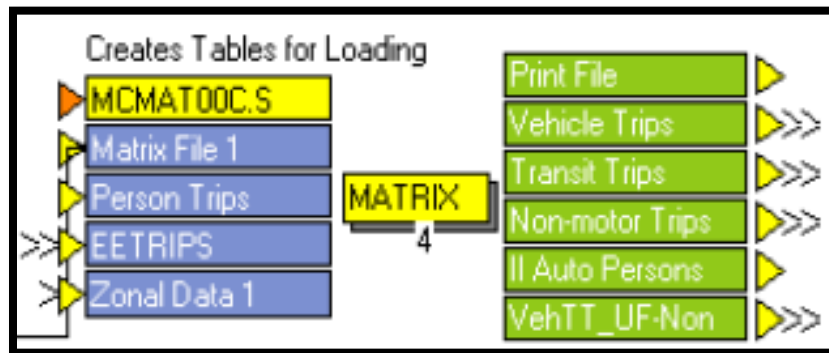 Creates Tables for Loading
MCMAT00C.S
Matrix File 1
Person Trips
EETRIPS
Zonal Data 1
MATRIX
4
Print File
Vehicle Trips
Transit Trips
Non-motor Trips
II Auto Persons
VehTT_UF-Non